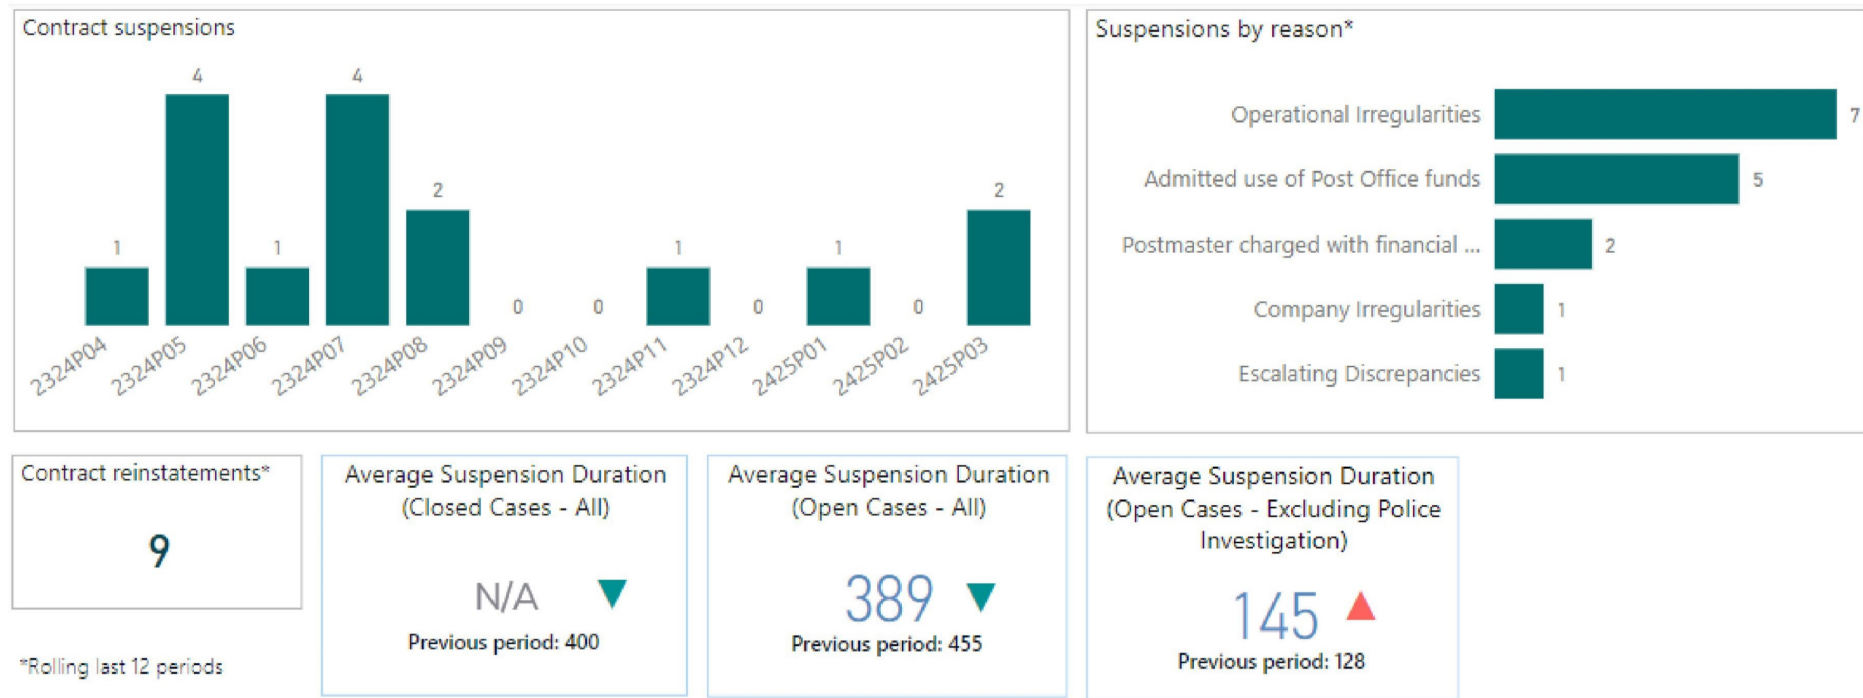 Contract suspensions
4
4
2
2
1
1
1
1
0
0
0
0
2324P04
2324P05
2324P06
2324P07
2324P08
2324P09
2324P10
2324P11
2324P12
2425P01
2425P02
2425P03
Suspensions by reason*
Operational Irregularities 7
Admitted use of Post Office funds 5
Postmaster charged with financial ... 2
Company Irregularities 1
Escalating Discrepancies 1
Contract reinstatements*
9
*Rolling last 12 periods
Average Suspension Duration
(Closed Cases - All)
N/A ▼
Previous period: 400
Average Suspension Duration
(Open Cases - All)
389 ▼
Previous period: 455
Average Suspension Duration
(Open Cases - Excluding Police
Investigation)
145 ▲
Previous period: 128